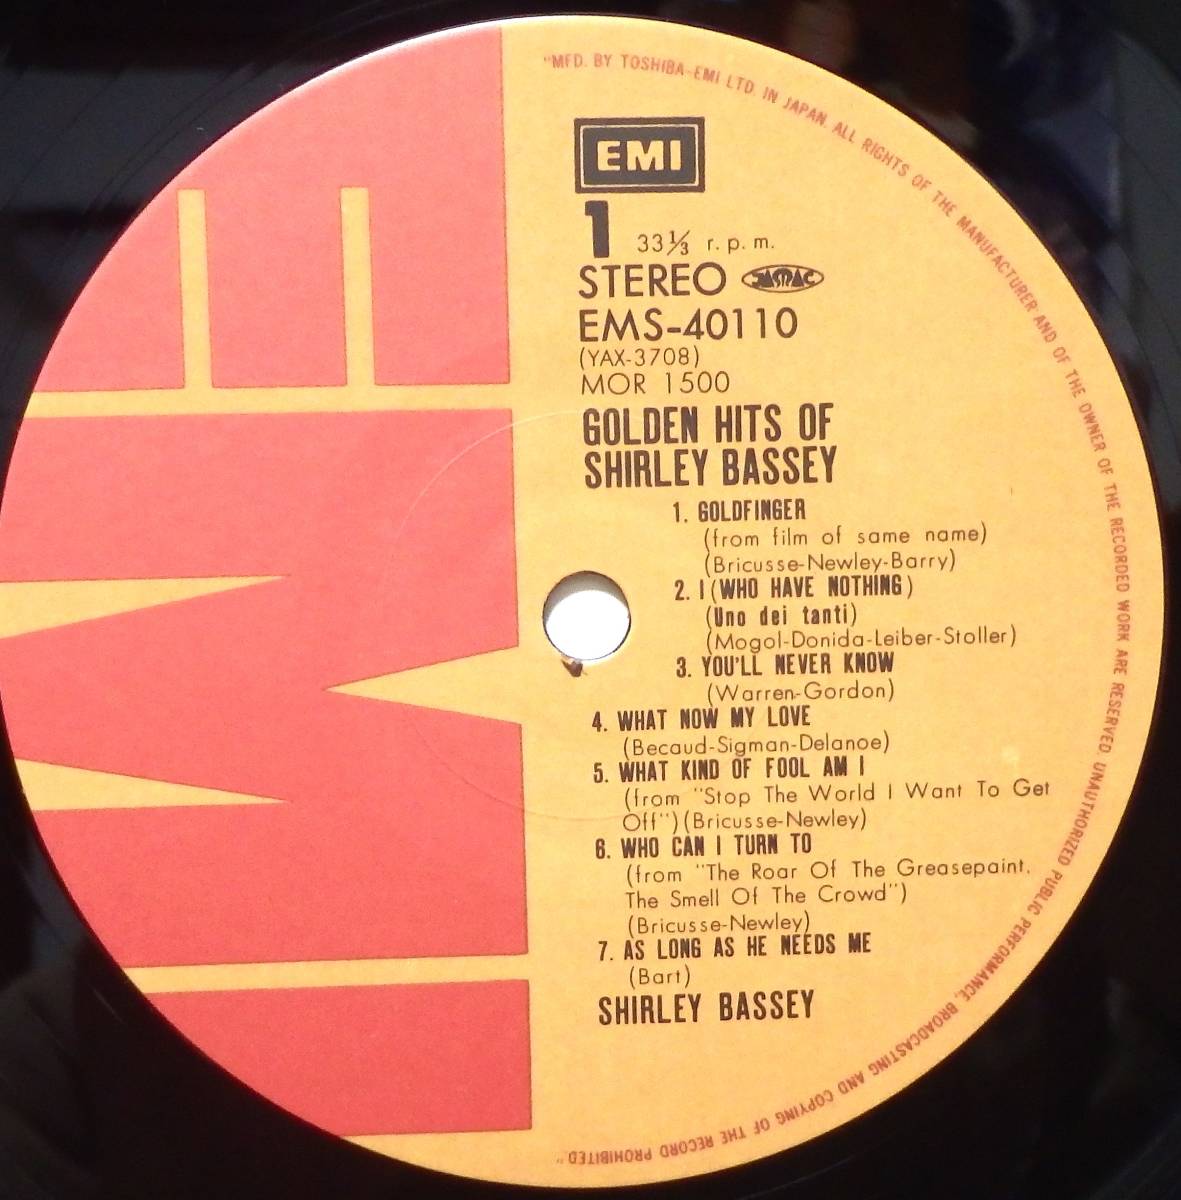 "MFD. BY TOSHIBA-EMI LTD. IN JAPAN. ALL RIGHTS OF THE MANUFACTURER AND OF THE OWNER OF THE RECORDED WORK ARE RESERVED. UNAUTHORIZED PUBLIC PERFORMANCE, BROADCASTING AND COPYING OF THE RECORD PROHIBITED"
EMI
EMI
1 33 1/3 r.p.m.
STEREO JASRAC
EMS-40110
(YAX-3708)
MOR 1500
GOLDEN HITS OF
SHIRLEY BASSEY
1. GOLDFINGER
(from film of same name)
(Bricusse-Newley-Barry)
2. I (WHO HAVE NOTHING)
(Uno dei tanti)
(Mogol-Donida-Leiber-Stoller)
3. YOU'LL NEVER KNOW
(Warren-Gordon)
4. WHAT NOW MY LOVE
(Becaud-Sigman-Delanoe)
5. WHAT KIND OF FOOL AM I
(from "Stop The World I Want To Get
Off") (Bricusse-Newley)
6. WHO CAN I TURN TO
(from "The Roar Of The Greasepaint.
The Smell Of The Crowd")
(Bricusse-Newley)
7. AS LONG AS HE NEEDS ME
(Bart)
SHIRLEY BASSEY